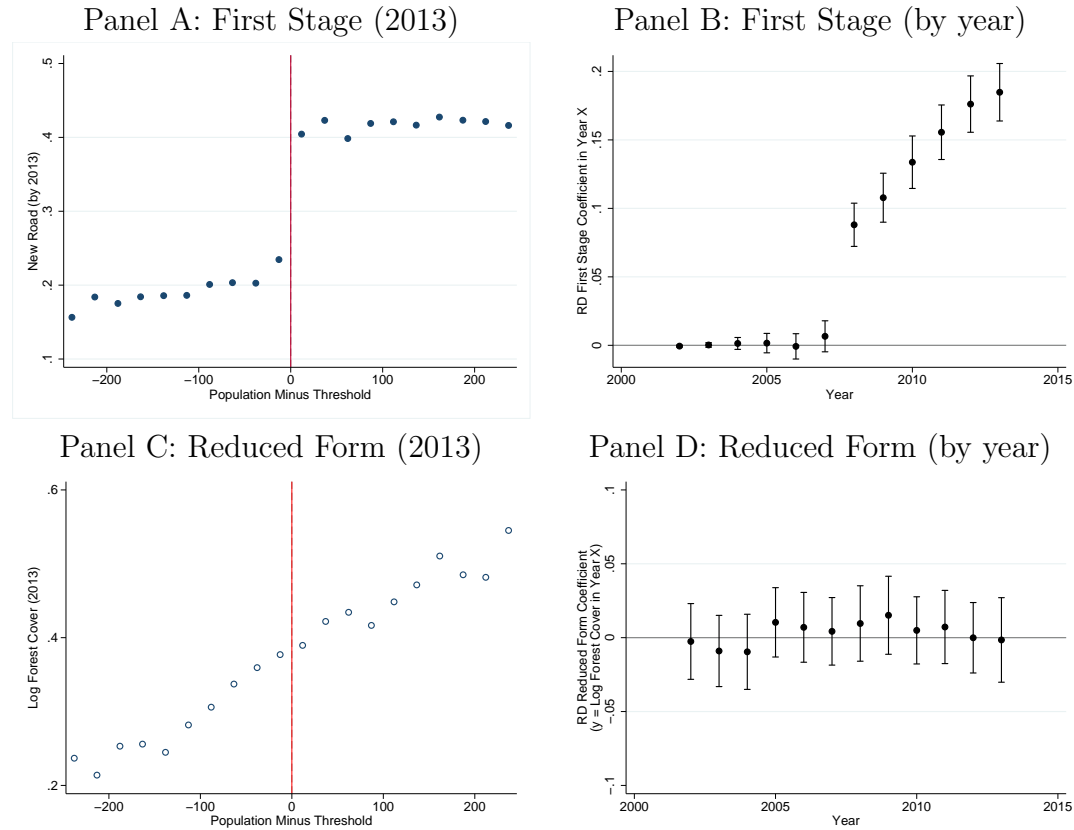 Panel A: First Stage (2013)
.5
.4
.3
.2
.1
New Road (by 2013)
−200
−100
0
100
200
Population Minus Threshold
Panel B: First Stage (by year)
.2
.15
.1
.05
0
RD First Stage Coefficient in Year X
2000
2005
2010
2015
Year
Panel C: Reduced Form (2013)
.6
.4
.2
Log Forest Cover (2013)
−200
−100
0
100
200
Population Minus Threshold
Panel D: Reduced Form (by year)
.1
.05
0
−.05
−.1
RD Reduced Form Coefficient
(y = Log Forest Cover in Year X)
2000
2005
2010
2015
Year